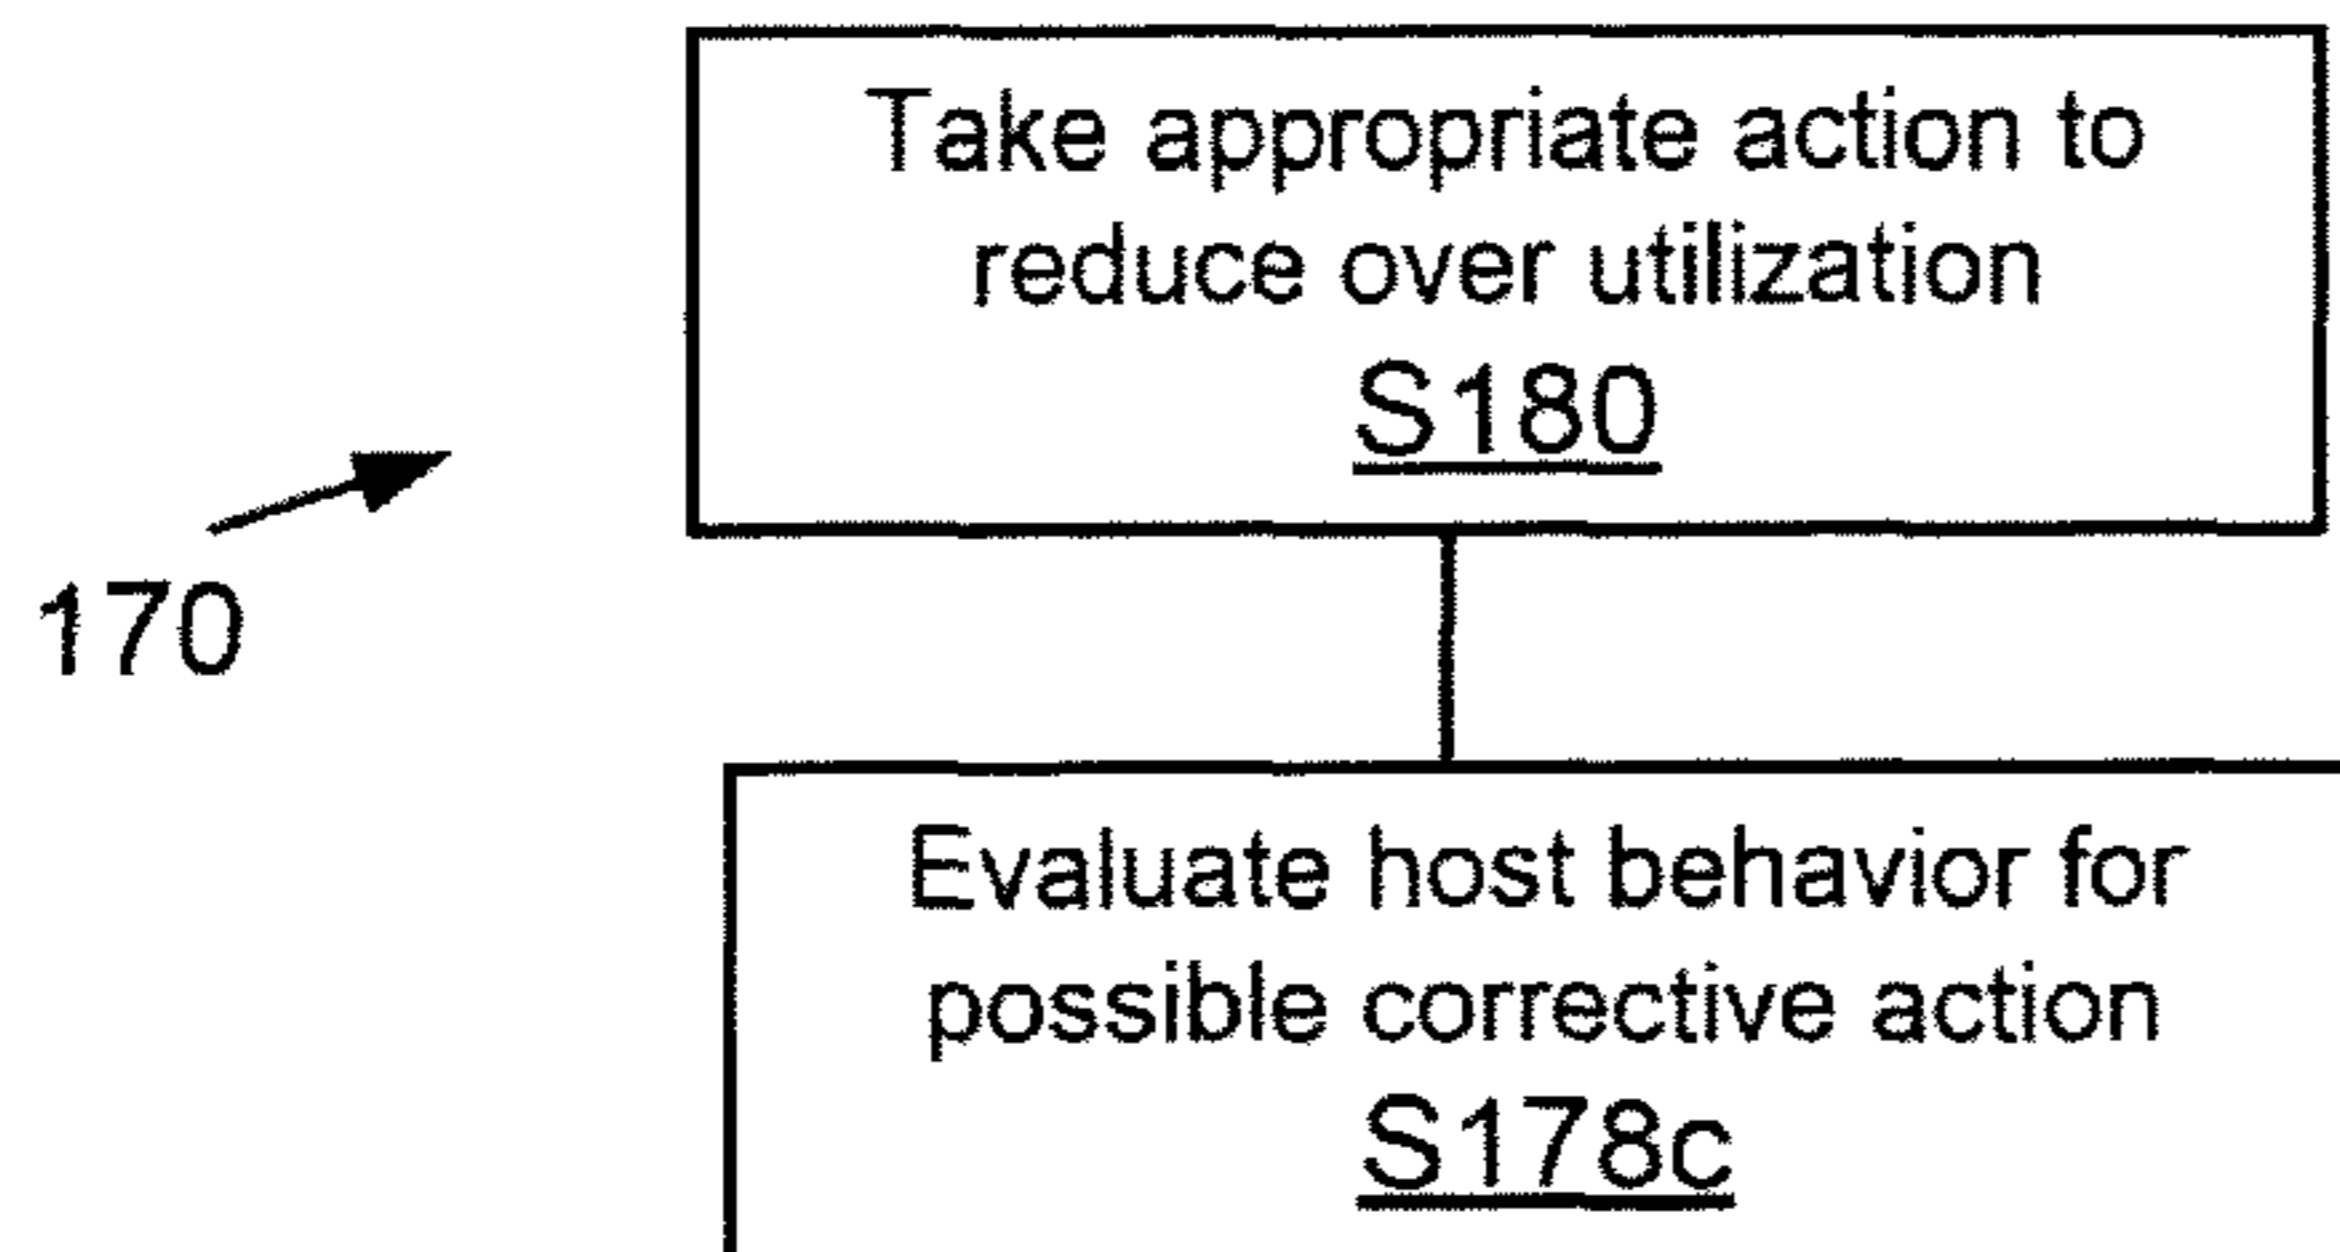 Take appropriate action to
reduce over utilization
S180
170
Evaluate host behavior for
possible corrective action
S178c